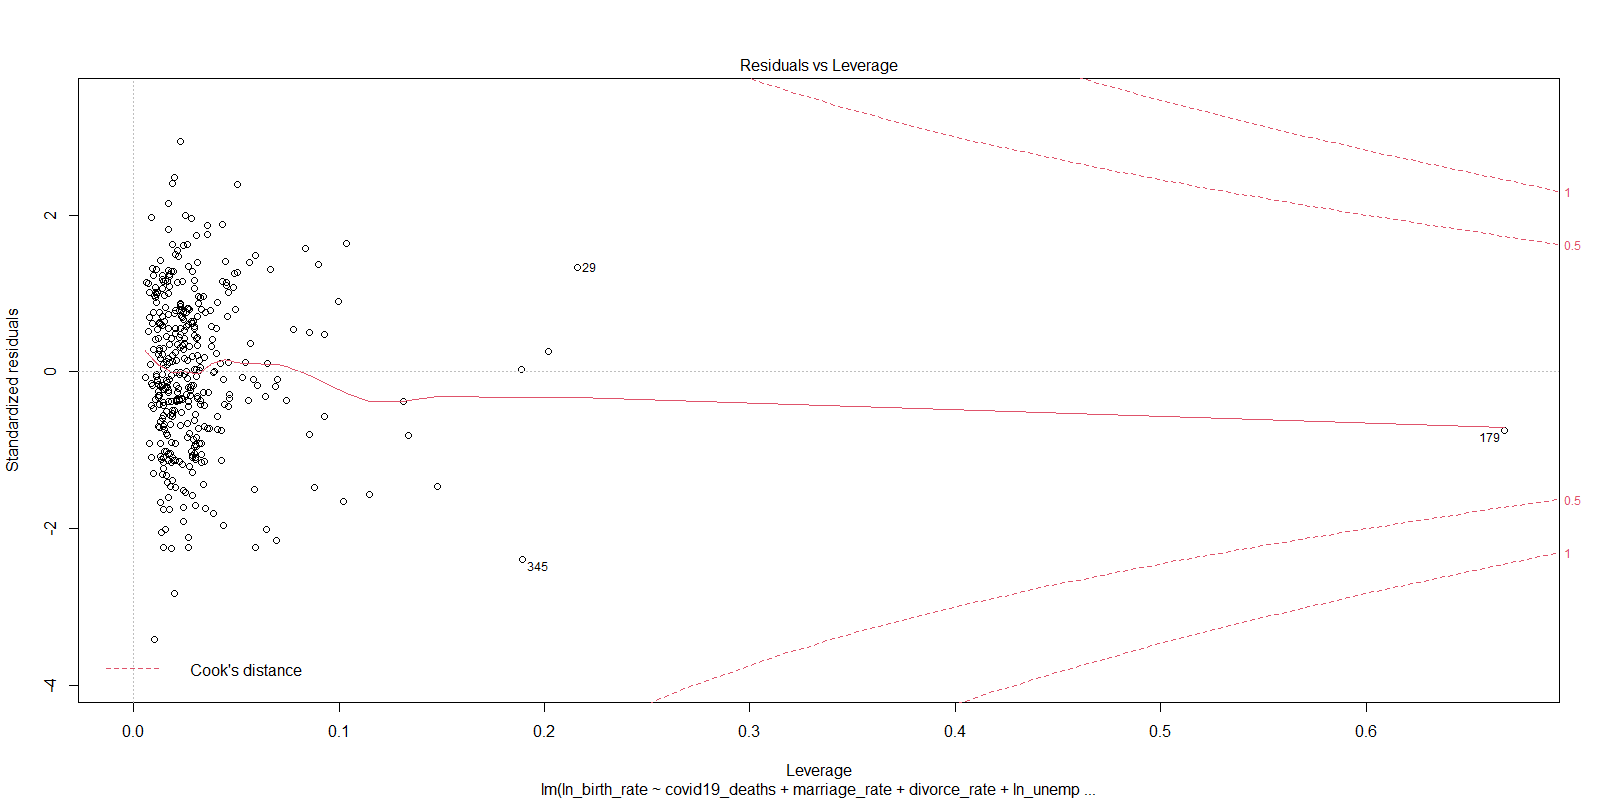 Residuals vs Leverage
Standardized residuals
2
0
-2
-4
29
179
345
1
0.5
0.5
1
Cook's distance
0.0 0.1 0.2 0.3 0.4 0.5 0.6
Leverage
lm(ln_birth_rate ~ covid19_deaths + marriage_rate + divorce_rate + ln_unemp ...